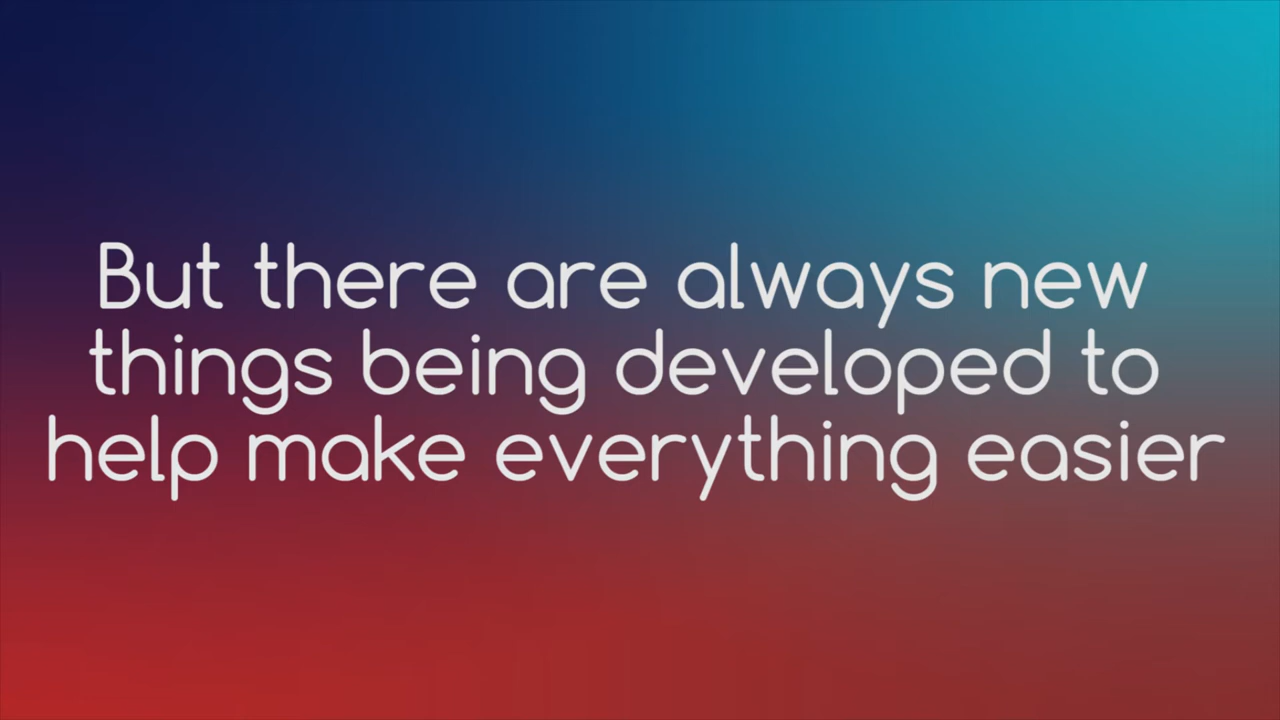 But there are always new
things being developed to
help make everything easier